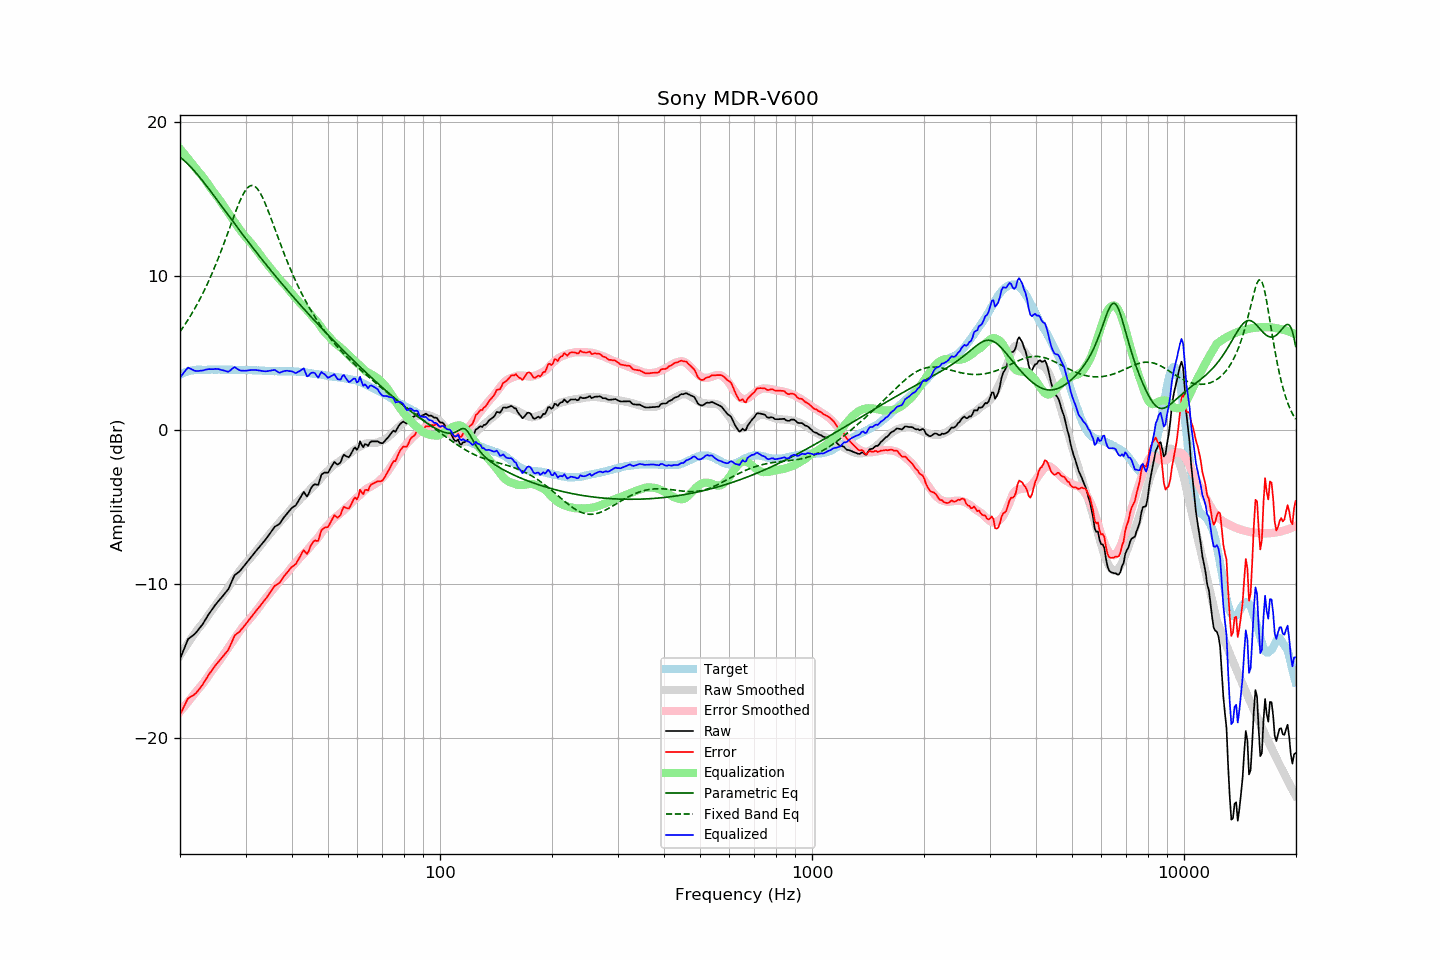 Sony MDR-V600
Amplitude (dBr)
20
10
0
−10
−20
100
1000
10000
Frequency (Hz)
Target
Raw Smoothed
Error Smoothed
Raw
Error
Equalization
Parametric Eq
Fixed Band Eq
Equalized